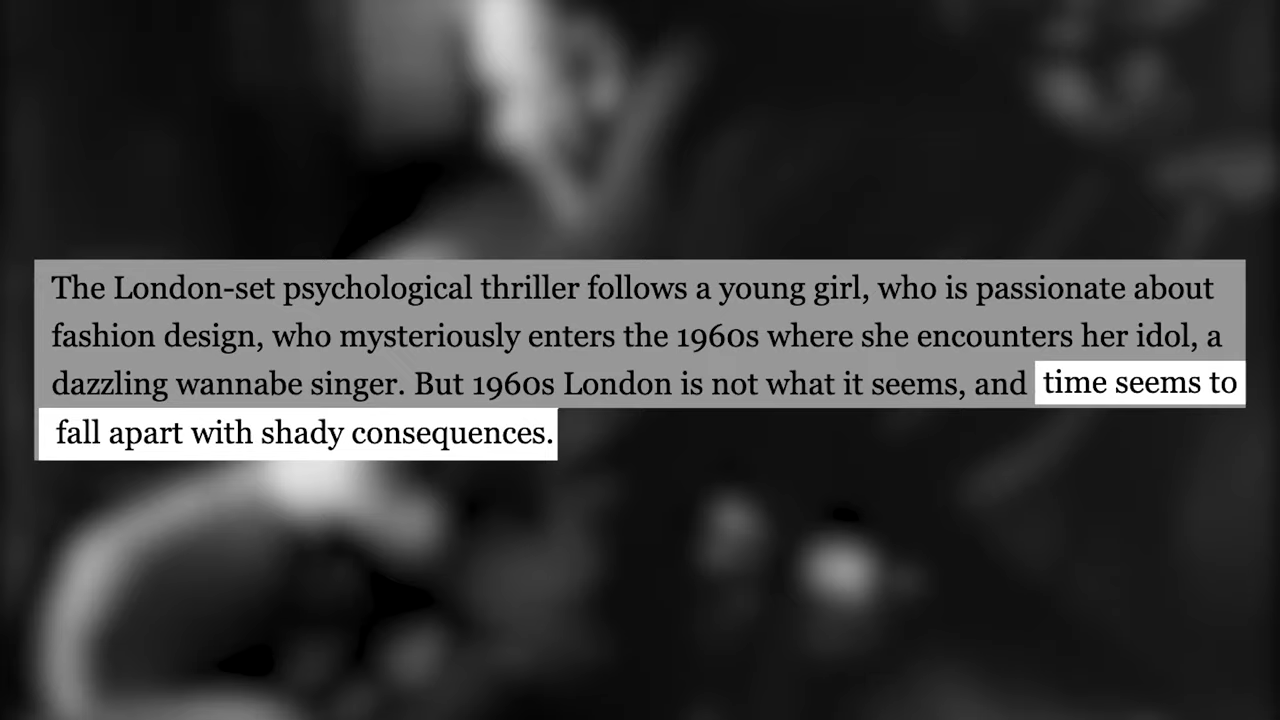 The London-set psychological thriller follows a young girl, who is passionate about
fashion design, who mysteriously enters the 1960s where she encounters her idol, a
dazzling wannabe singer. But 1960s London is not what it seems, and time seems to
fall apart with shady consequences.